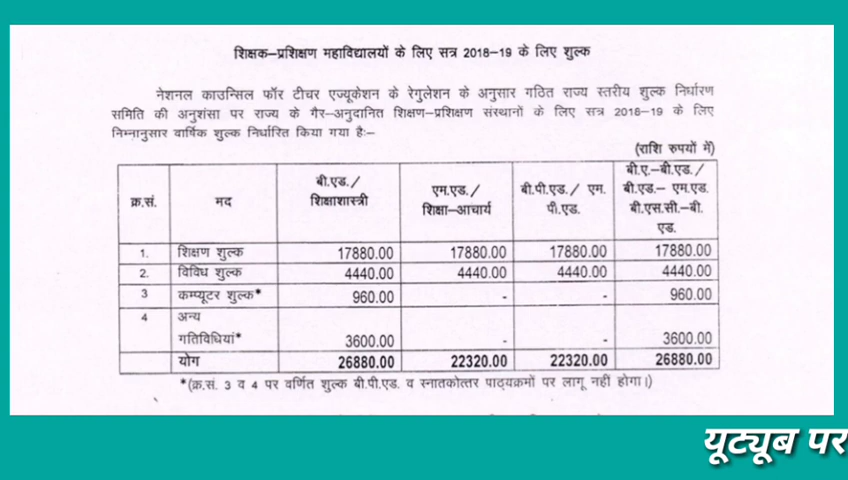 शिक्षक–प्रशिक्षण महाविद्यालयों के लिए सत्र 2018–19 के लिए शुल्क
नेशनल काउन्सिल फॉर टीचर एज्यूकेशन के रेगुलेशन के अनुसार गठित राज्य स्तरीय शुल्क निर्धारण
समिति की अनुशंसा पर राज्य के गैर–अनुदानित शिक्षण–प्रशिक्षण संस्थानों के लिए सत्र 2018–19 के लिए
निम्नानुसार वार्षिक शुल्क निर्धारित किया गया है:–
(राशि रुपयों में)
क्र.सं. मद बी.एड./ शिक्षाशास्त्री एम.एड./ शिक्षा–आचार्य बी.पी.एड./ एम. पी.एड. बी.ए.–बी.एड./ बी.एड.– एम.एड. बी.एस.सी.–बी. एड.
1. शिक्षण शुल्क 17880.00 17880.00 17880.00 17880.00
2. विविध शुल्क 4440.00 4440.00 4440.00 4440.00
3 कम्प्यूटर शुल्क* 960.00 - - 960.00
4 अन्य गतिविधियां* 3600.00 - - 3600.00
योग 26880.00 22320.00 22320.00 26880.00
*(क्र.सं. 3 व 4 पर वर्णित शुल्क बी.पी.एड. व स्नातकोत्तर पाठ्यक्रमों पर लागू नहीं होगा।)
यूट्यूब पर